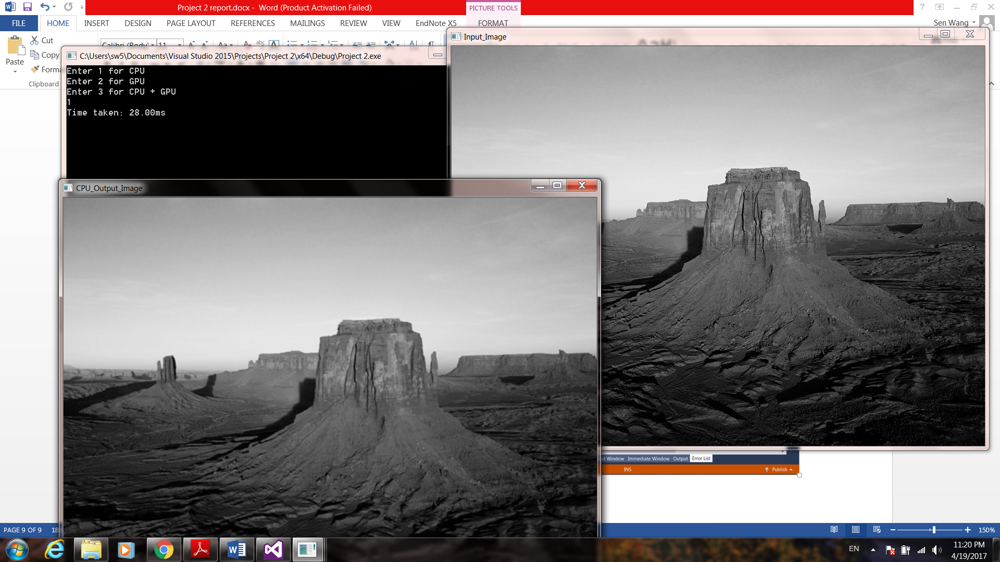 Project 2 report.docx - Word (Product Activation Failed)
PICTURE TOOLS
FILE HOME INSERT DESIGN PAGE LAYOUT REFERENCES MAILINGS REVIEW VIEW EndNote X5 FORMAT
Sen Wang
Paste
Cut
Copy
Forma
Clipboard
Calibri (Body) 11
Input_Image
C:\Users\sw5\Documents\Visual Studio 2015\Projects\Project 2\x64\Debug\Project 2.exe
Enter 1 for CPU
Enter 2 for GPU
Enter 3 for CPU + GPU
1
Time taken: 28.00ms
CPU_Output_Image
d Window Immediate Window Output Error List
INS Publish
PAGE 9 OF 9 18
150%
EN
11:20 PM
4/19/2017